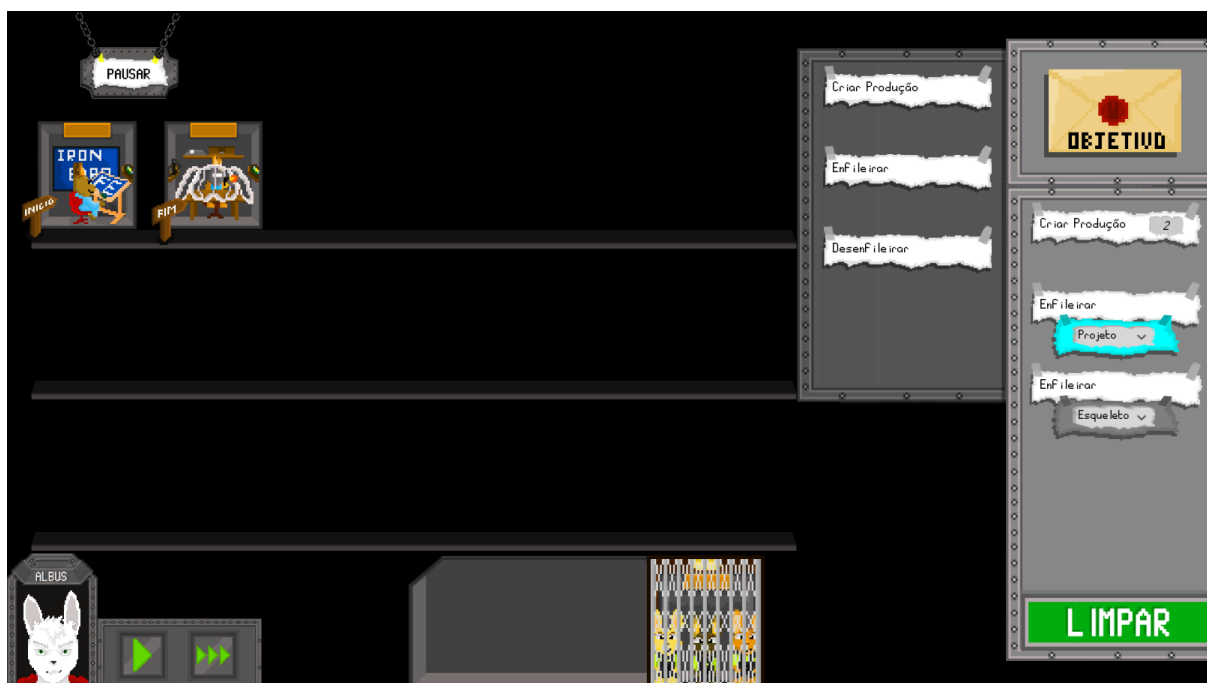 PAUSAR
IRON
INICIO
FIM
Criar Produção
Enfileirar
Desenfileirar
OBJETIVO
Criar Produção 2
Enfileirar
Projeto
Enfileirar
Esqueleto
LIMPAR
ALBUS